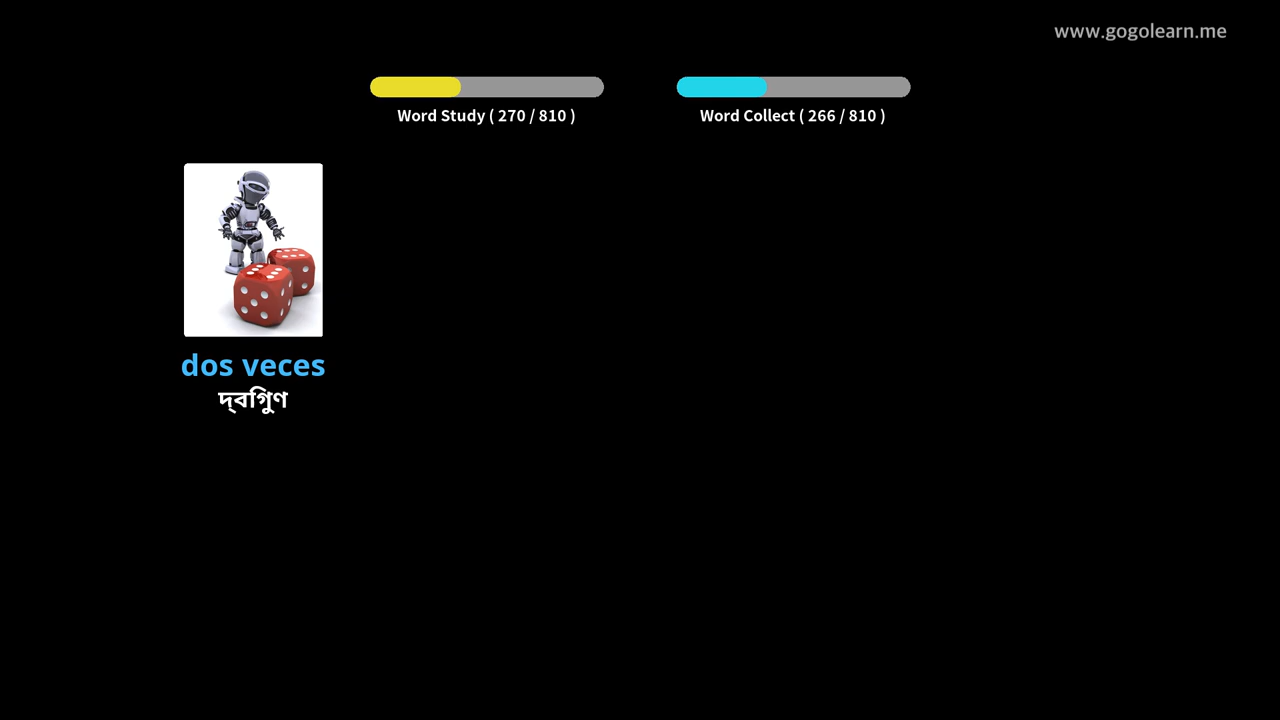 www.gogolearn.me
Word Study ( 270 / 810 )
Word Collect ( 266 / 810 )
dos veces
দ্বিগুণ